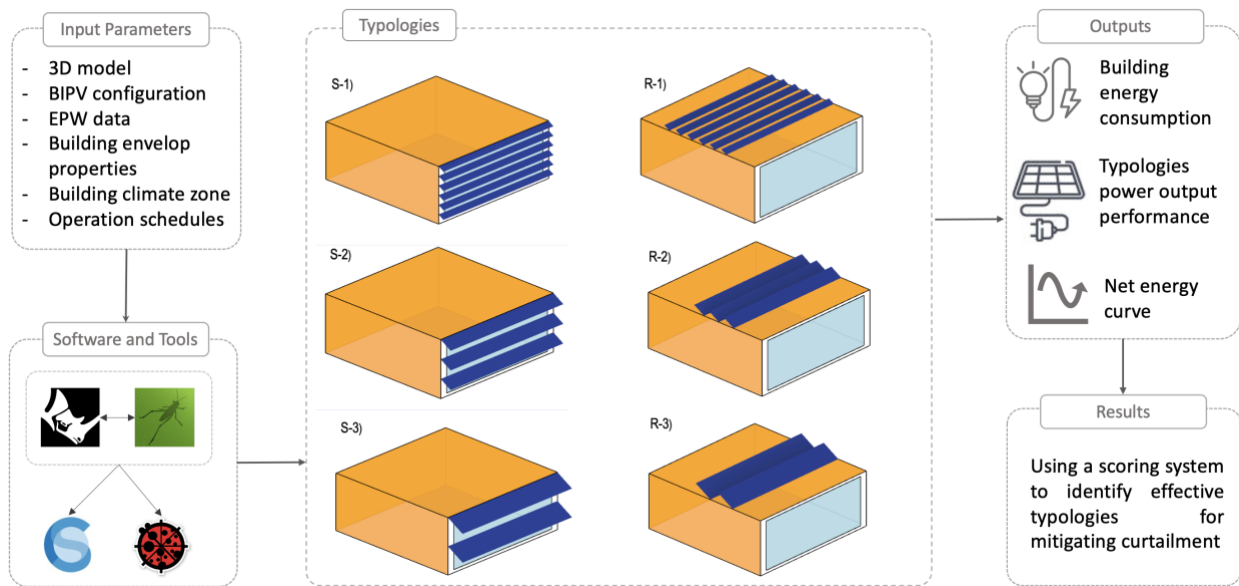 Input Parameters
- 3D model
- BIPV configuration
- EPW data
- Building envelop
properties
- Building climate zone
- Operation schedules
Software and Tools
Typologies
S-1)
R-1)
S-2)
R-2)
S-3)
R-3)
Outputs
Building
energy
consumption
Typologies
power output
performance
Net energy
curve
Results
Using a scoring system
to identify effective
typologies for
mitigating curtailment